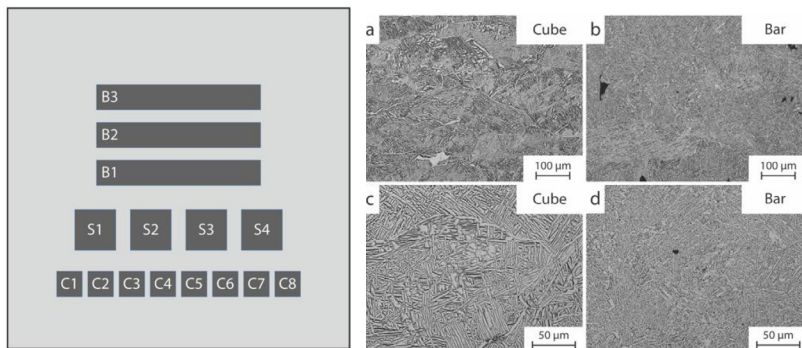 B3
B2
B1
S1 S2 S3 S4
C1 C2 C3 C4 C5 C6 C7 C8
a Cube
100 µm
b Bar
100 µm
c Cube
50 µm
d Bar
50 µm